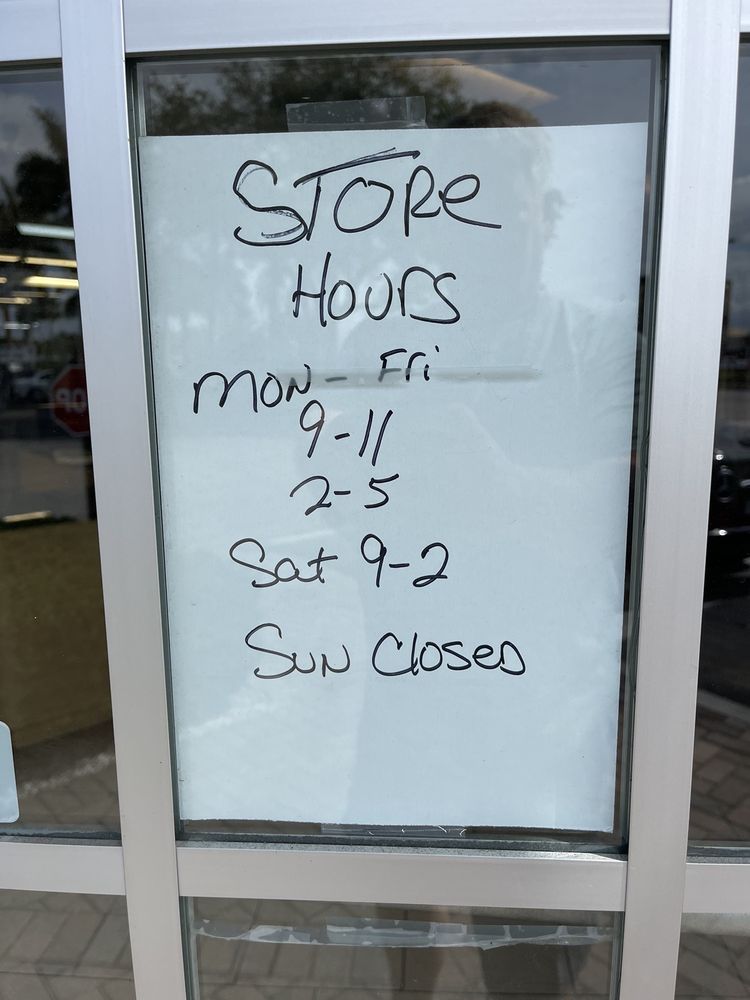 STORe
HOURS
MON - Fri
9-11
2-5
Sat 9-2
SUN ClOSeD